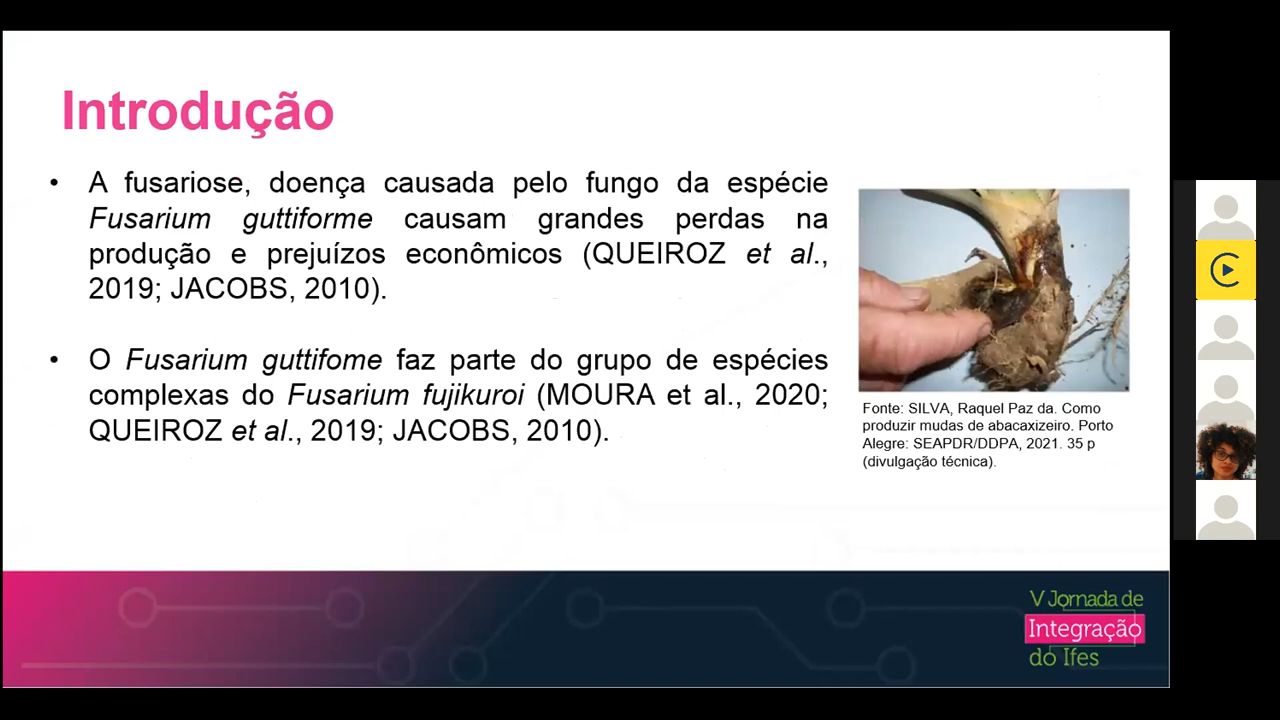 Introdução
• A fusariose, doença causada pelo fungo da espécie
Fusarium guttiforme causam grandes perdas na
produção e prejuízos econômicos (QUEIROZ et al.,
2019; JACOBS, 2010).
• O Fusarium guttifome faz parte do grupo de espécies
complexas do Fusarium fujikuroi (MOURA et al., 2020;
QUEIROZ et al., 2019; JACOBS, 2010).
Fonte: SILVA, Raquel Paz da. Como
produzir mudas de abacaxizeiro. Porto
Alegre: SEAPDR/DDPA, 2021. 35 p
(divulgação técnica).
V Jornada de
Integração
do Ifes